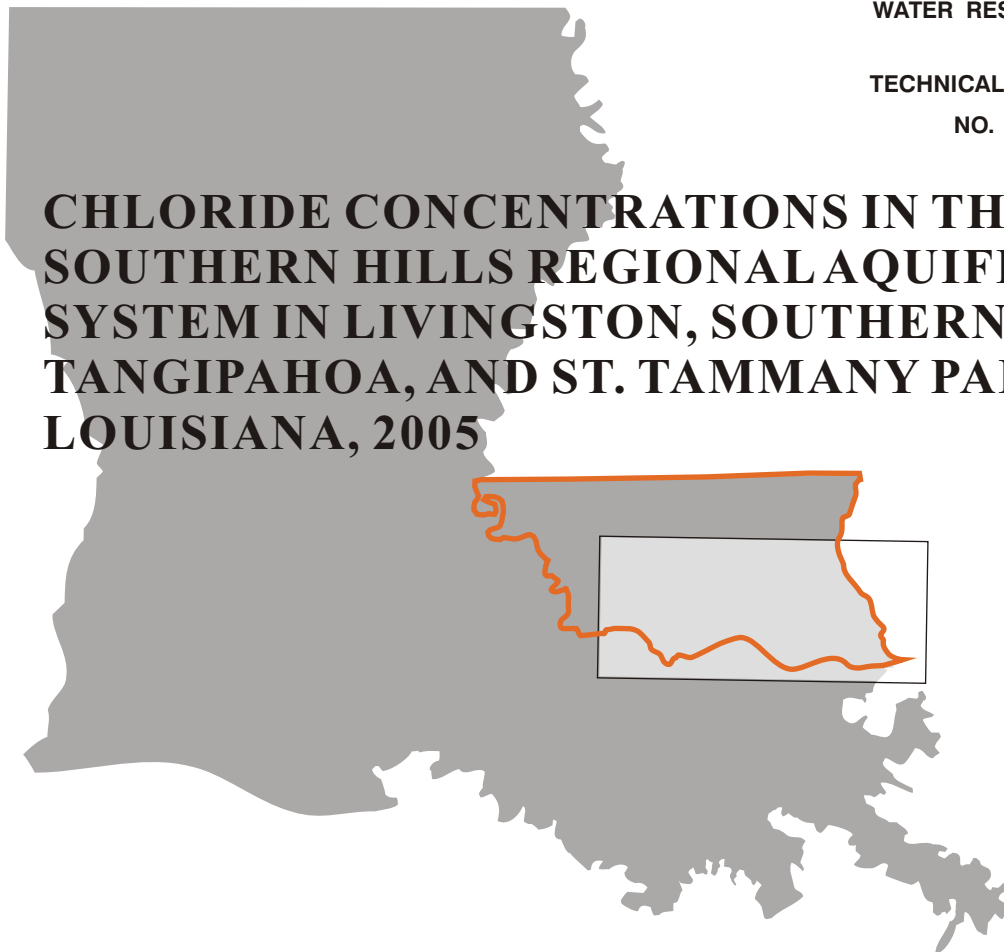 WATER RES
TECHNICAL
NO.
CHLORIDE CONCENTRATIONS IN TH
SOUTHERN HILLS REGIONAL AQUIF
SYSTEM IN LIVINGSTON, SOUTHERN
TANGIPAHOA, AND ST. TAMMANY PA
LOUISIANA, 2005